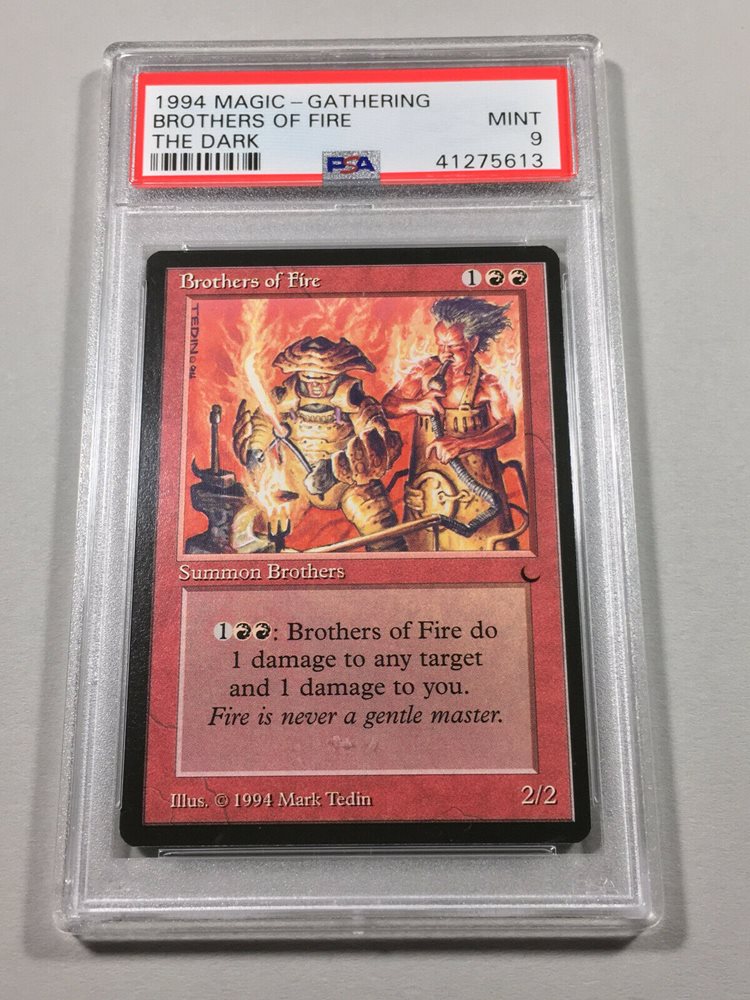 1994 MAGIC - GATHERING
BROTHERS OF FIRE MINT
THE DARK 9
PSA 41275613
Brothers of Fire 1
TEDIN 94
Summon Brothers
1: Brothers of Fire do
1 damage to any target
and 1 damage to you.
Fire is never a gentle master.
Illus. © 1994 Mark Tedin 2/2